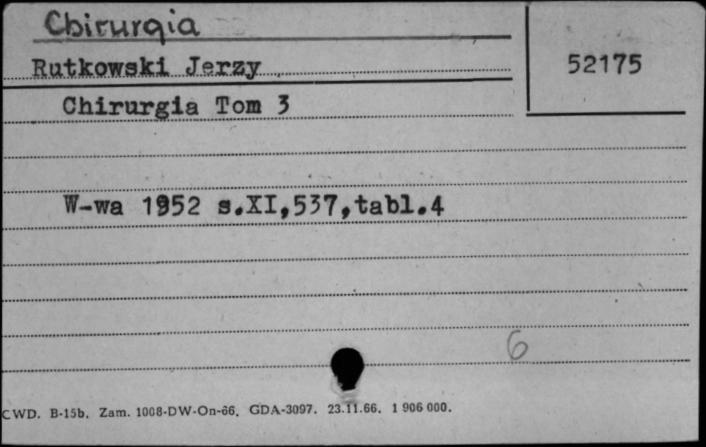 Chirurgia
Rutkowski Jerzy
52175
Chirurgia Tom 3
W-wa 1952 s.XI,537,tabl.4
6
CWD. B-15b. Zam. 1008-DW-On-66. GDA-3097. 23.11.66. 1 906 000.